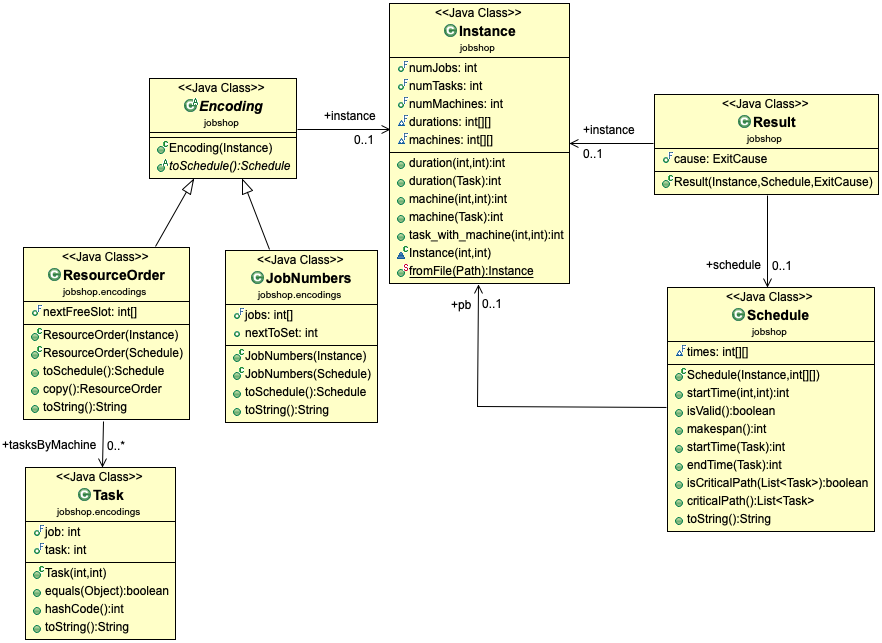 <<Java Class>>
Instance
jobshop
numJobs: int
numTasks: int
numMachines: int
durations: int[][]
machines: int[][]
duration(int,int):int
duration(Task):int
machine(int,int):int
machine(Task):int
task_with_machine(int,int):int
Instance(int,int)
fromFile(Path):Instance
<<Java Class>>
Encoding
jobshop
Encoding(Instance)
toSchedule():Schedule
+instance
0..1
<<Java Class>>
Result
jobshop
cause: ExitCause
Result(Instance,Schedule,ExitCause)
+instance
0..1
<<Java Class>>
ResourceOrder
jobshop.encodings
nextFreeSlot: int[]
ResourceOrder(Instance)
ResourceOrder(Schedule)
toSchedule():Schedule
copy():ResourceOrder
toString():String
<<Java Class>>
JobNumbers
jobshop.encodings
jobs: int[]
nextToSet: int
JobNumbers(Instance)
JobNumbers(Schedule)
toSchedule():Schedule
toString():String
+schedule
0..1
+pb
0..1
<<Java Class>>
Schedule
jobshop
times: int[][]
Schedule(Instance,int[][])
startTime(int,int):int
isValid():boolean
makespan():int
startTime(Task):int
endTime(Task):int
isCriticalPath(List<Task>):boolean
criticalPath():List<Task>
toString():String
+tasksByMachine
0..*
<<Java Class>>
Task
jobshop.encodings
job: int
task: int
Task(int,int)
equals(Object):boolean
hashCode():int
toString():String